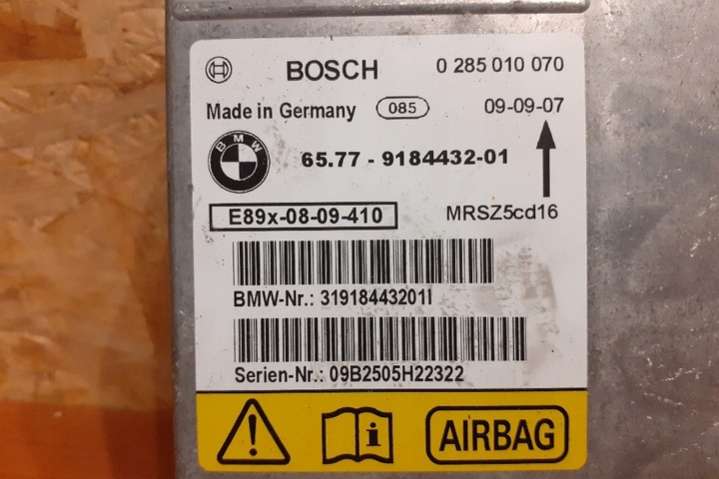 BOSCH 0 285 010 070
Made in Germany 085 09-09-07
BMW 65.77 - 9184432-01
E89x-08-09-410 MRSZ5cd16
BMW-Nr.: 31918443201I
Serien-Nr.: 09B2505H22322
AIRBAG